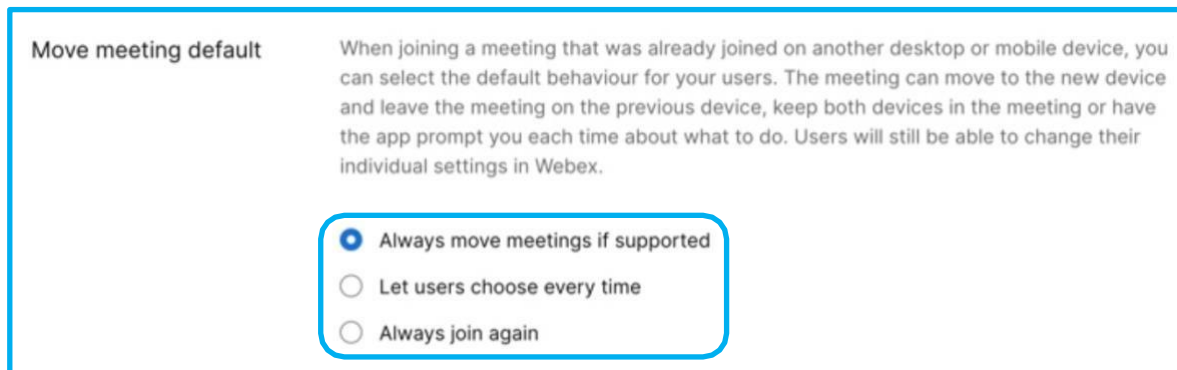 Move meeting default
When joining a meeting that was already joined on another desktop or mobile device, you
can select the default behaviour for your users. The meeting can move to the new device
and leave the meeting on the previous device, keep both devices in the meeting or have
the app prompt you each time about what to do. Users will still be able to change their
individual settings in Webex.
Always move meetings if supported
Let users choose every time
Always join again